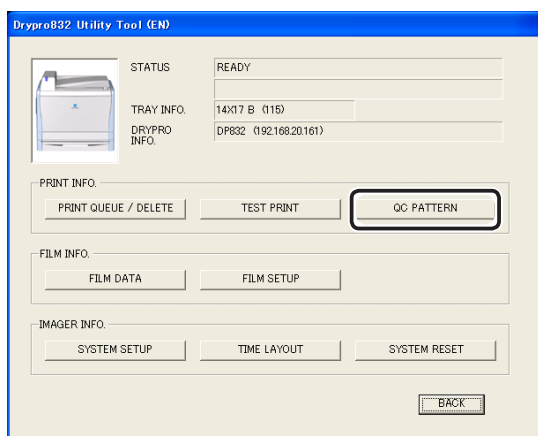 Drypro832 Utility Tool (EN)
STATUS READY
TRAY INFO. 14X17 B (115)
DRYPRO INFO. DP832 (192.168.20.161)
PRINT INFO.
PRINT QUEUE / DELETE TEST PRINT QC PATTERN
FILM INFO.
FILM DATA FILM SETUP
IMAGER INFO.
SYSTEM SETUP TIME LAYOUT SYSTEM RESET
BACK